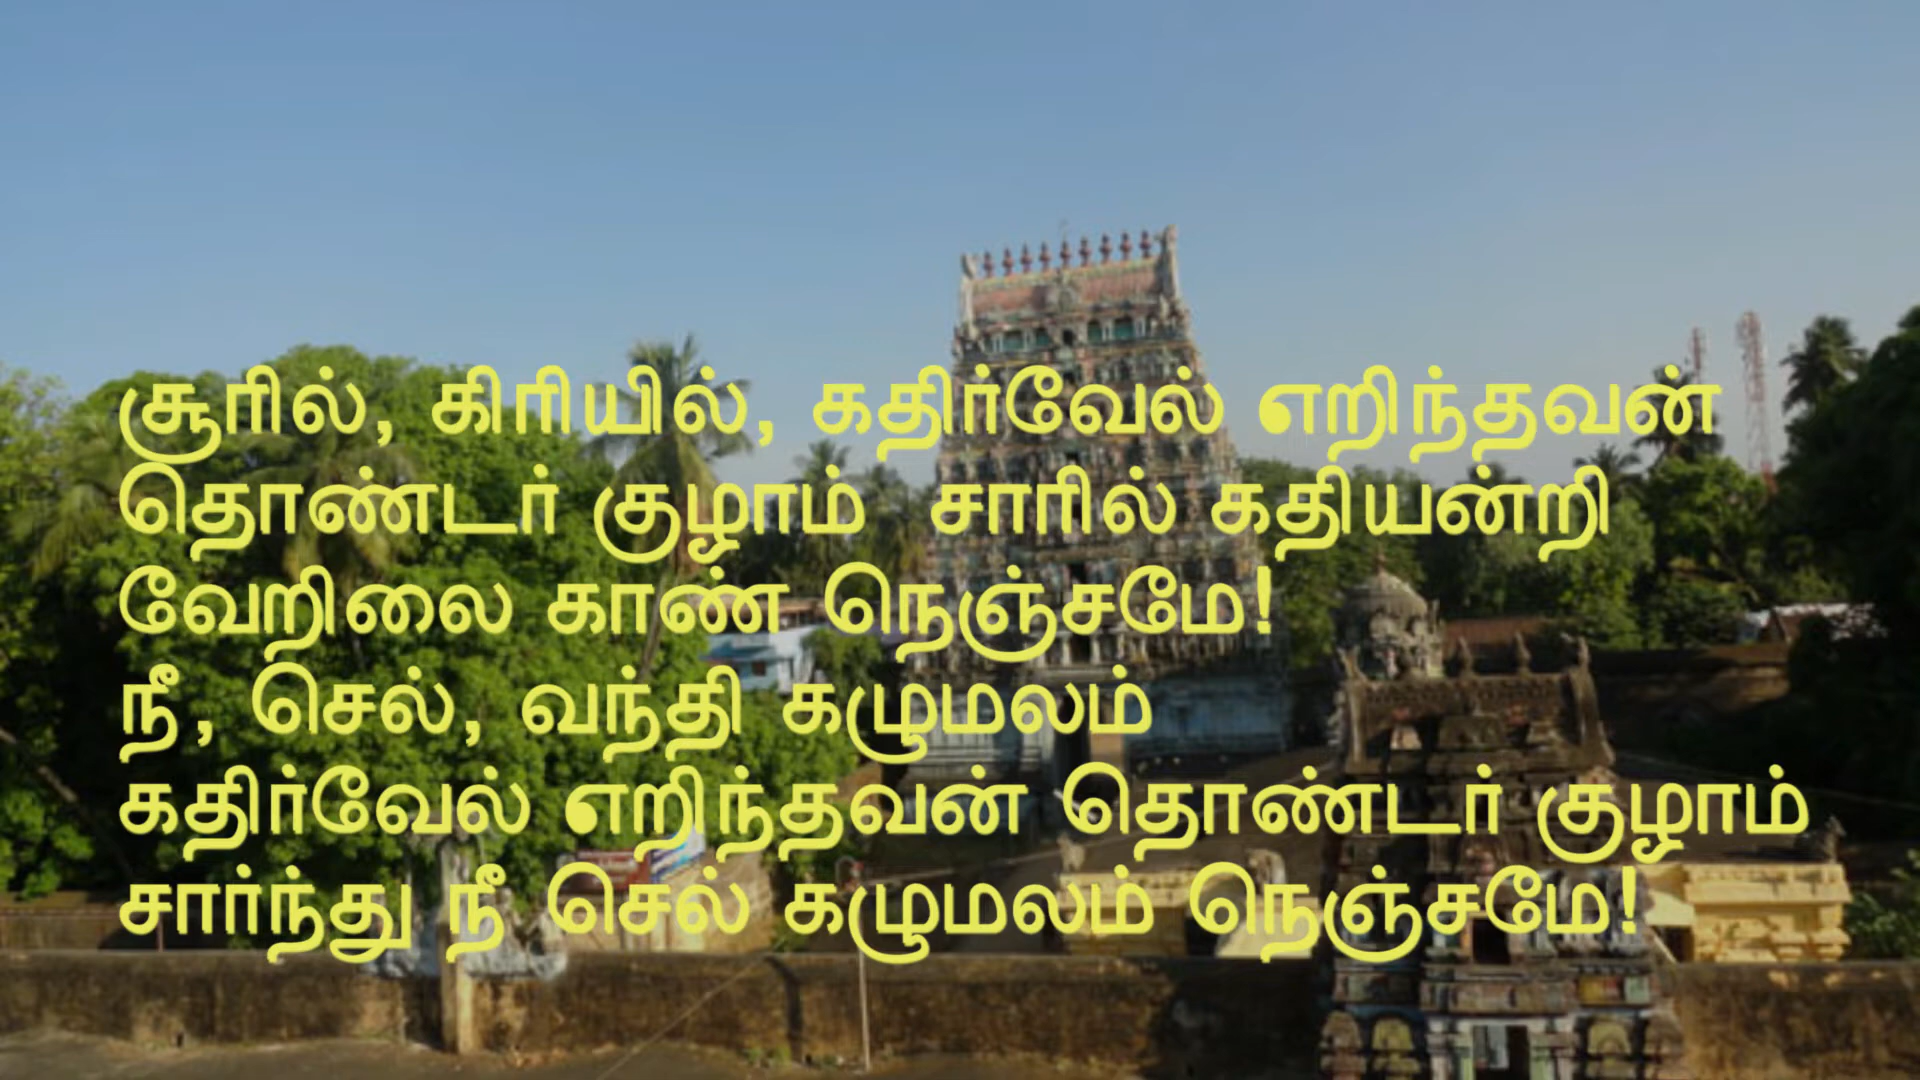 சூரில், கிரியில், கதிர்வேல் எறிந்தவன்
தொண்டர் குழாம் சாரில் கதியன்றி
வேறிலை காண் நெஞ்சமே!
நீ, செல், வந்தி கழுமலம்
கதிர்வேல் எறிந்தவன் தொண்டர் குழாம்
சார்ந்து நீ செல் கழுமலம் நெஞ்சமே!